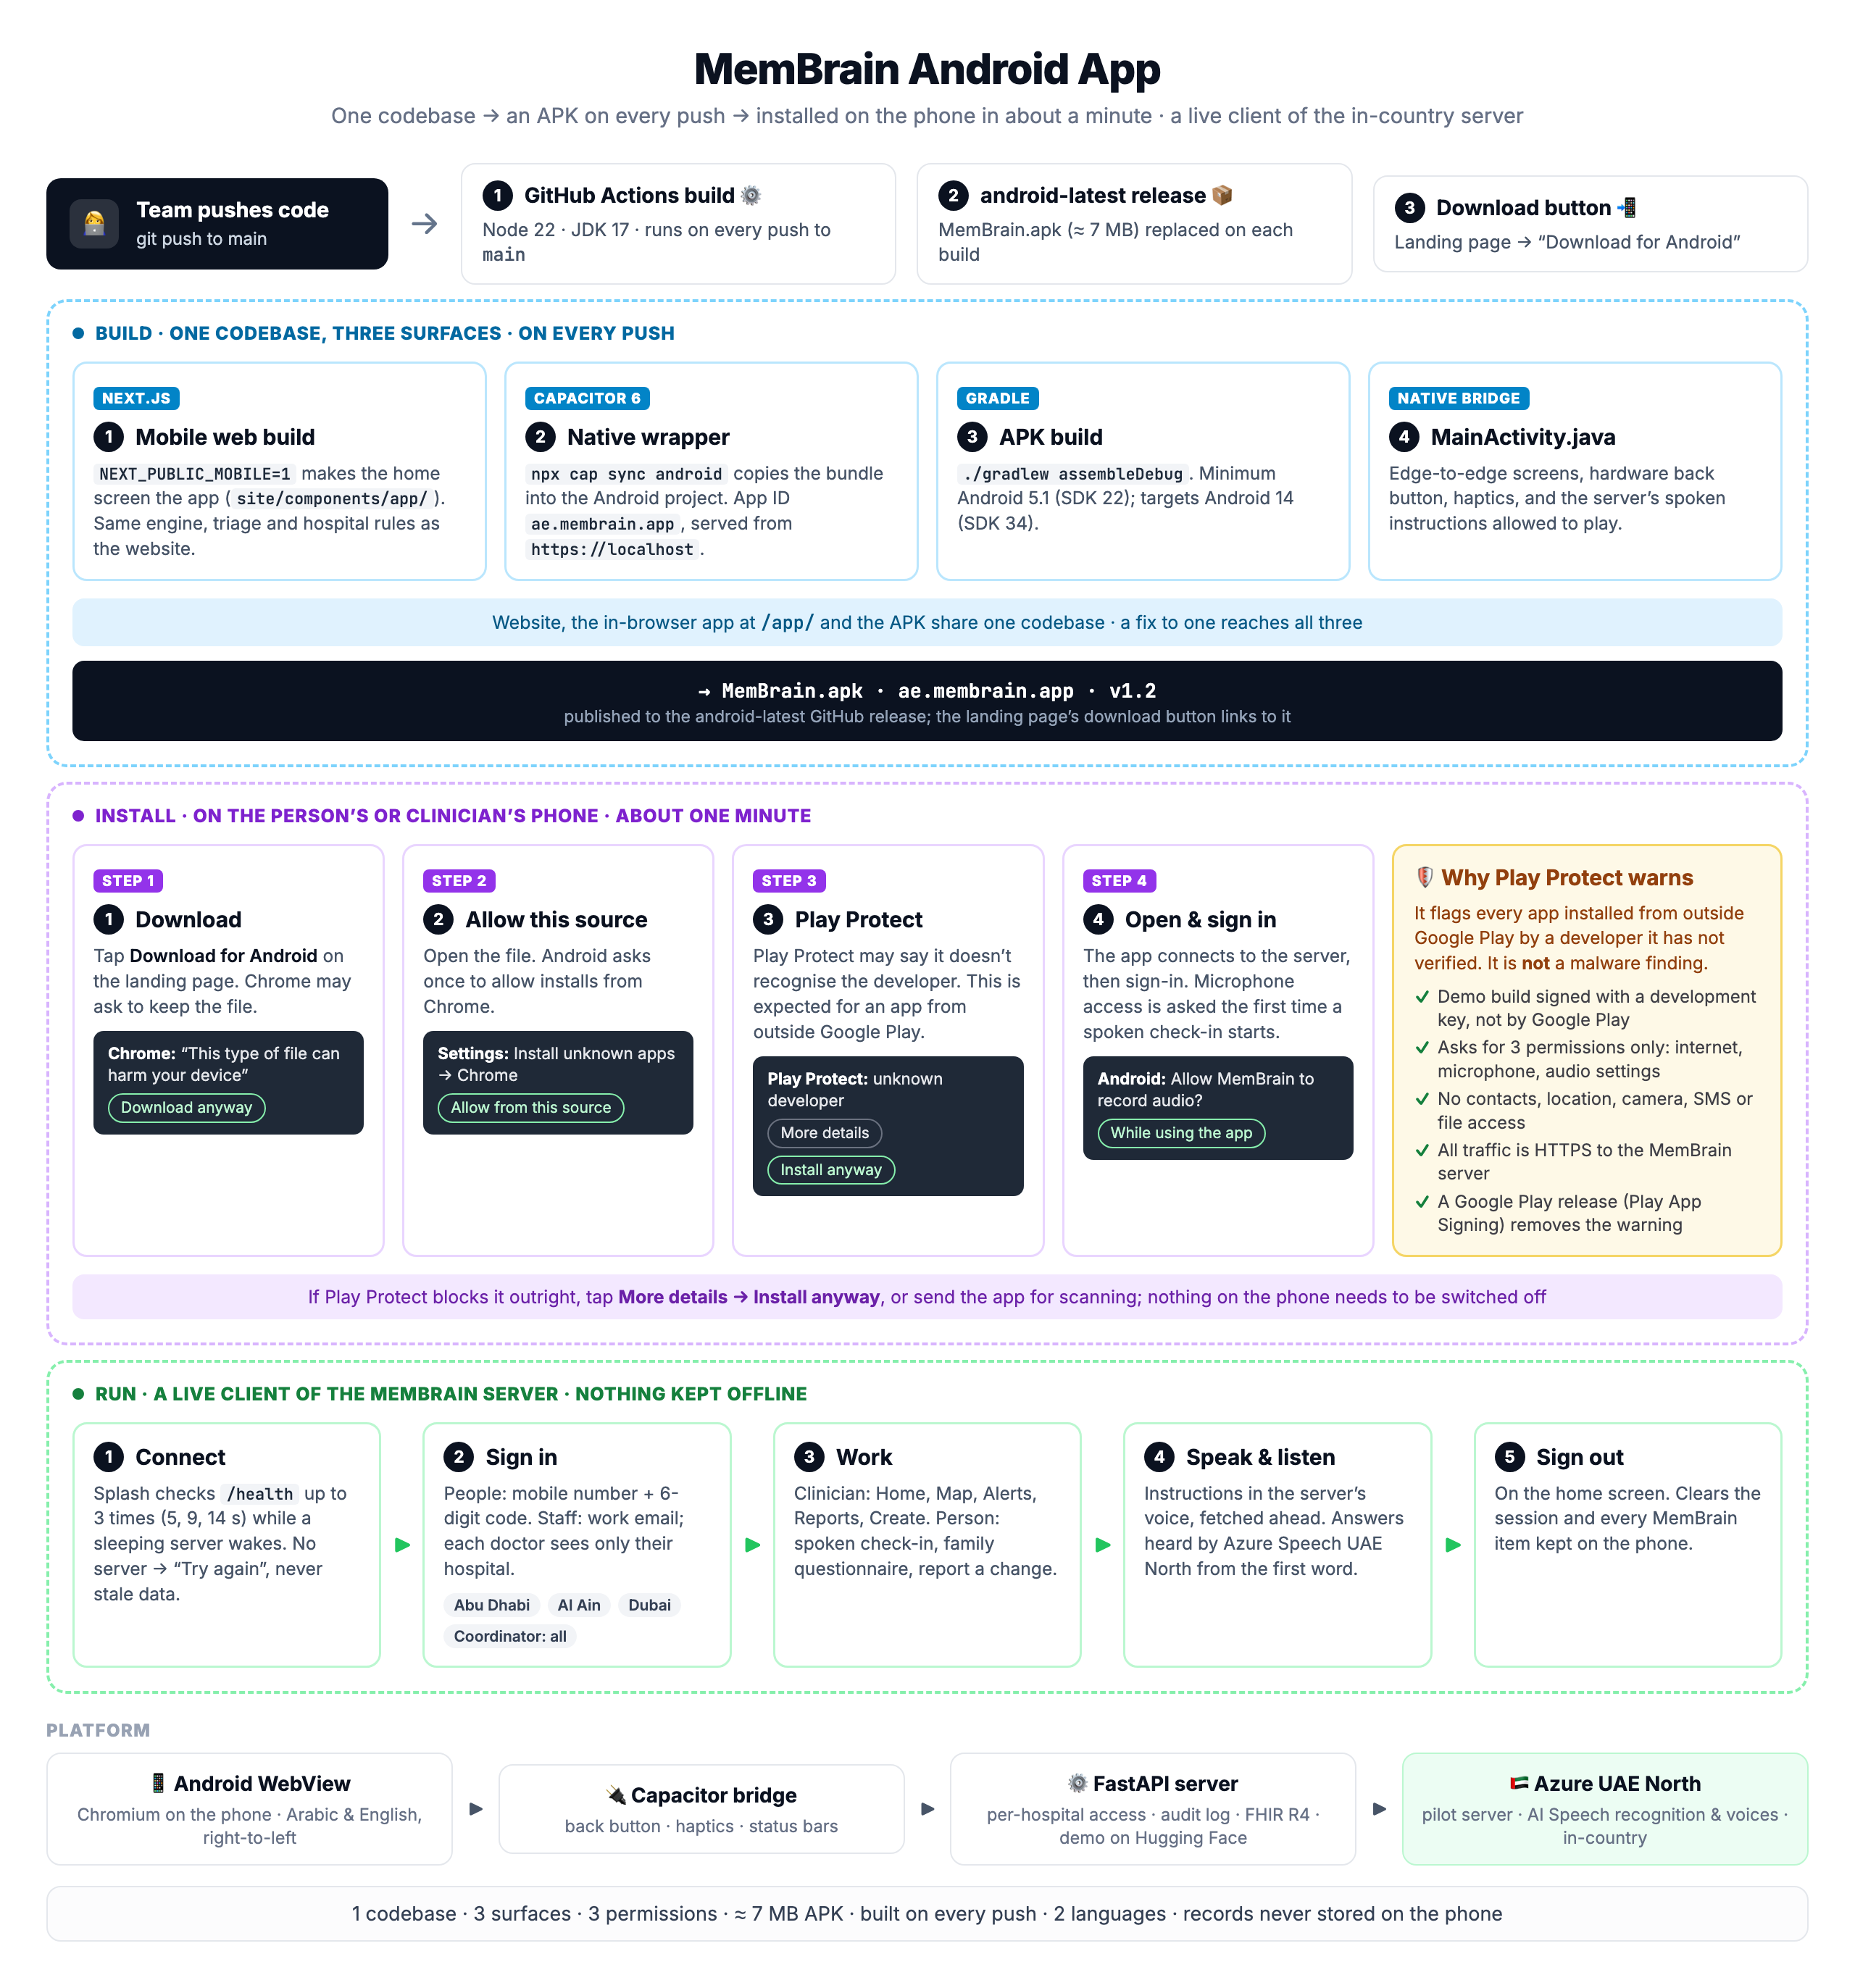 MemBrain Android App
One codebase → an APK on every push → installed on the phone in about a minute · a live client of the in-country server
Team pushes code
git push to main
→
1 GitHub Actions build ⚙️
Node 22 · JDK 17 · runs on every push to
main
2 android-latest release 📦
MemBrain.apk (≈ 7 MB) replaced on each
build
3 Download button 📲
Landing page → “Download for Android”
BUILD · ONE CODEBASE, THREE SURFACES · ON EVERY PUSH
NEXT.JS
1 Mobile web build
NEXT_PUBLIC_MOBILE=1 makes the home
screen the app ( site/components/app/ ).
Same engine, triage and hospital rules as
the website.
CAPACITOR 6
2 Native wrapper
npx cap sync android copies the bundle
into the Android project. App ID
ae.membrain.app , served from
https://localhost .
GRADLE
3 APK build
./gradlew assembleDebug . Minimum
Android 5.1 (SDK 22); targets Android 14
(SDK 34).
NATIVE BRIDGE
4 MainActivity.java
Edge-to-edge screens, hardware back
button, haptics, and the server’s spoken
instructions allowed to play.
Website, the in-browser app at /app/ and the APK share one codebase · a fix to one reaches all three
→ MemBrain.apk · ae.membrain.app · v1.2
published to the android-latest GitHub release; the landing page’s download button links to it
INSTALL · ON THE PERSON’S OR CLINICIAN’S PHONE · ABOUT ONE MINUTE
STEP 1
1 Download
Tap Download for Android on
the landing page. Chrome may
ask to keep the file.
Chrome: “This type of file can
harm your device”
Download anyway
STEP 2
2 Allow this source
Open the file. Android asks
once to allow installs from
Chrome.
Settings: Install unknown apps
→ Chrome
Allow from this source
STEP 3
3 Play Protect
Play Protect may say it doesn’t
recognise the developer. This is
expected for an app from
outside Google Play.
Play Protect: unknown
developer
More details
Install anyway
STEP 4
4 Open & sign in
The app connects to the server,
then sign-in. Microphone
access is asked the first time a
spoken check-in starts.
Android: Allow MemBrain to
record audio?
While using the app
Why Play Protect warns
It flags every app installed from outside
Google Play by a developer it has not
verified. It is not a malware finding.
✓ Demo build signed with a development
key, not by Google Play
✓ Asks for 3 permissions only: internet,
microphone, audio settings
✓ No contacts, location, camera, SMS or
file access
✓ All traffic is HTTPS to the MemBrain
server
✓ A Google Play release (Play App
Signing) removes the warning
If Play Protect blocks it outright, tap More details → Install anyway, or send the app for scanning; nothing on the phone needs to be switched off
RUN · A LIVE CLIENT OF THE MEMBRAIN SERVER · NOTHING KEPT OFFLINE
1 Connect
Splash checks /health up to
3 times (5, 9, 14 s) while a
sleeping server wakes. No
server → “Try again”, never
stale data.
2 Sign in
People: mobile number + 6-
digit code. Staff: work email;
each doctor sees only their
hospital.
Abu Dhabi Al Ain Dubai
Coordinator: all
3 Work
Clinician: Home, Map, Alerts,
Reports, Create. Person:
spoken check-in, family
questionnaire, report a change.
4 Speak & listen
Instructions in the server’s
voice, fetched ahead. Answers
heard by Azure Speech UAE
North from the first word.
5 Sign out
On the home screen. Clears the
session and every MemBrain
item kept on the phone.
PLATFORM
Android WebView
Chromium on the phone · Arabic & English,
right-to-left
Capacitor bridge
back button · haptics · status bars
FastAPI server
per-hospital access · audit log · FHIR R4 ·
demo on Hugging Face
Azure UAE North
pilot server · AI Speech recognition & voices ·
in-country
1 codebase · 3 surfaces · 3 permissions · ≈ 7 MB APK · built on every push · 2 languages · records never stored on the phone